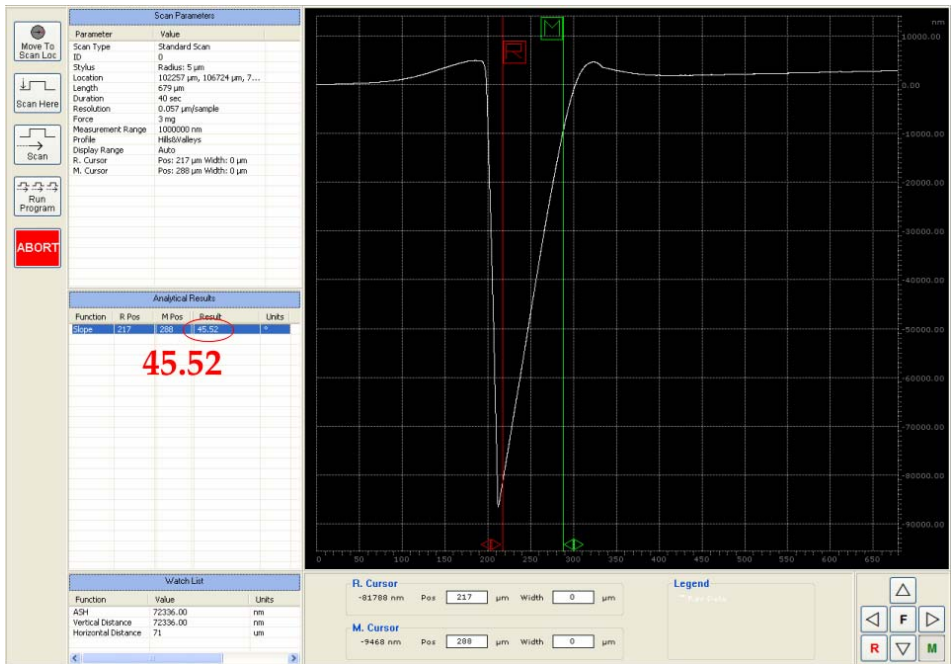 Move To
Scan Loc
Scan Here
Scan
Run
Program
ABORT
Scan Parameters
Parameter Value
Scan Type Standard Scan
ID 0
Stylus Radius: 5 µm
Location 102257 µm, 106724 µm, 7...
Length 679 µm
Duration 40 sec
Resolution 0.057 µm/sample
Force 3 mg
Measurement Range 1000000 nm
Profile Hills&Valleys
Display Range Auto
R. Cursor Pos: 217 µm Width: 0 µm
M. Cursor Pos: 288 µm Width: 0 µm
Analytical Results
Function R Pos M Pos Result Units
Slope 217 288 45.52 °
45.52
Watch List
Function Value Units
ASH 72336.00 nm
Vertical Distance 72336.00 nm
Horizontal Distance 71 um
R M
nm
10000.00
0.00
-10000.00
-20000.00
-30000.00
-40000.00
-50000.00
-60000.00
-70000.00
-80000.00
-90000.00
0 50 100 150 200 250 300 350 400 450 500 550 600 650
R. Cursor
-81788 nm Pos 217 µm Width 0 µm
M. Cursor
-9468 nm Pos 288 µm Width 0 µm
Legend
F
R M